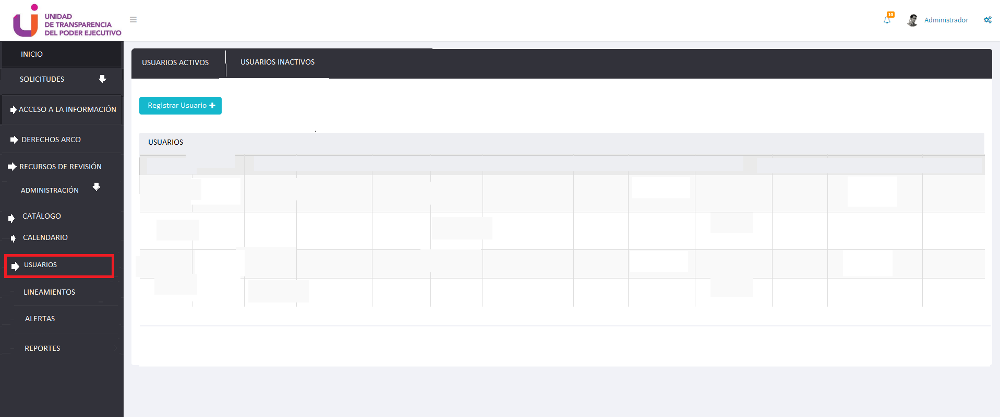 UNIDAD
DE TRANSPARENCIA
DEL PODER EJECUTIVO
10
Administrador
INICIO
SOLICITUDES
ACCESO A LA INFORMACIÓN
DERECHOS ARCO
RECURSOS DE REVISIÓN
ADMINISTRACIÓN
CATÁLOGO
CALENDARIO
USUARIOS
LINEAMIENTOS
ALERTAS
REPORTES
USUARIOS ACTIVOS
USUARIOS INACTIVOS
Registrar Usuario
USUARIOS